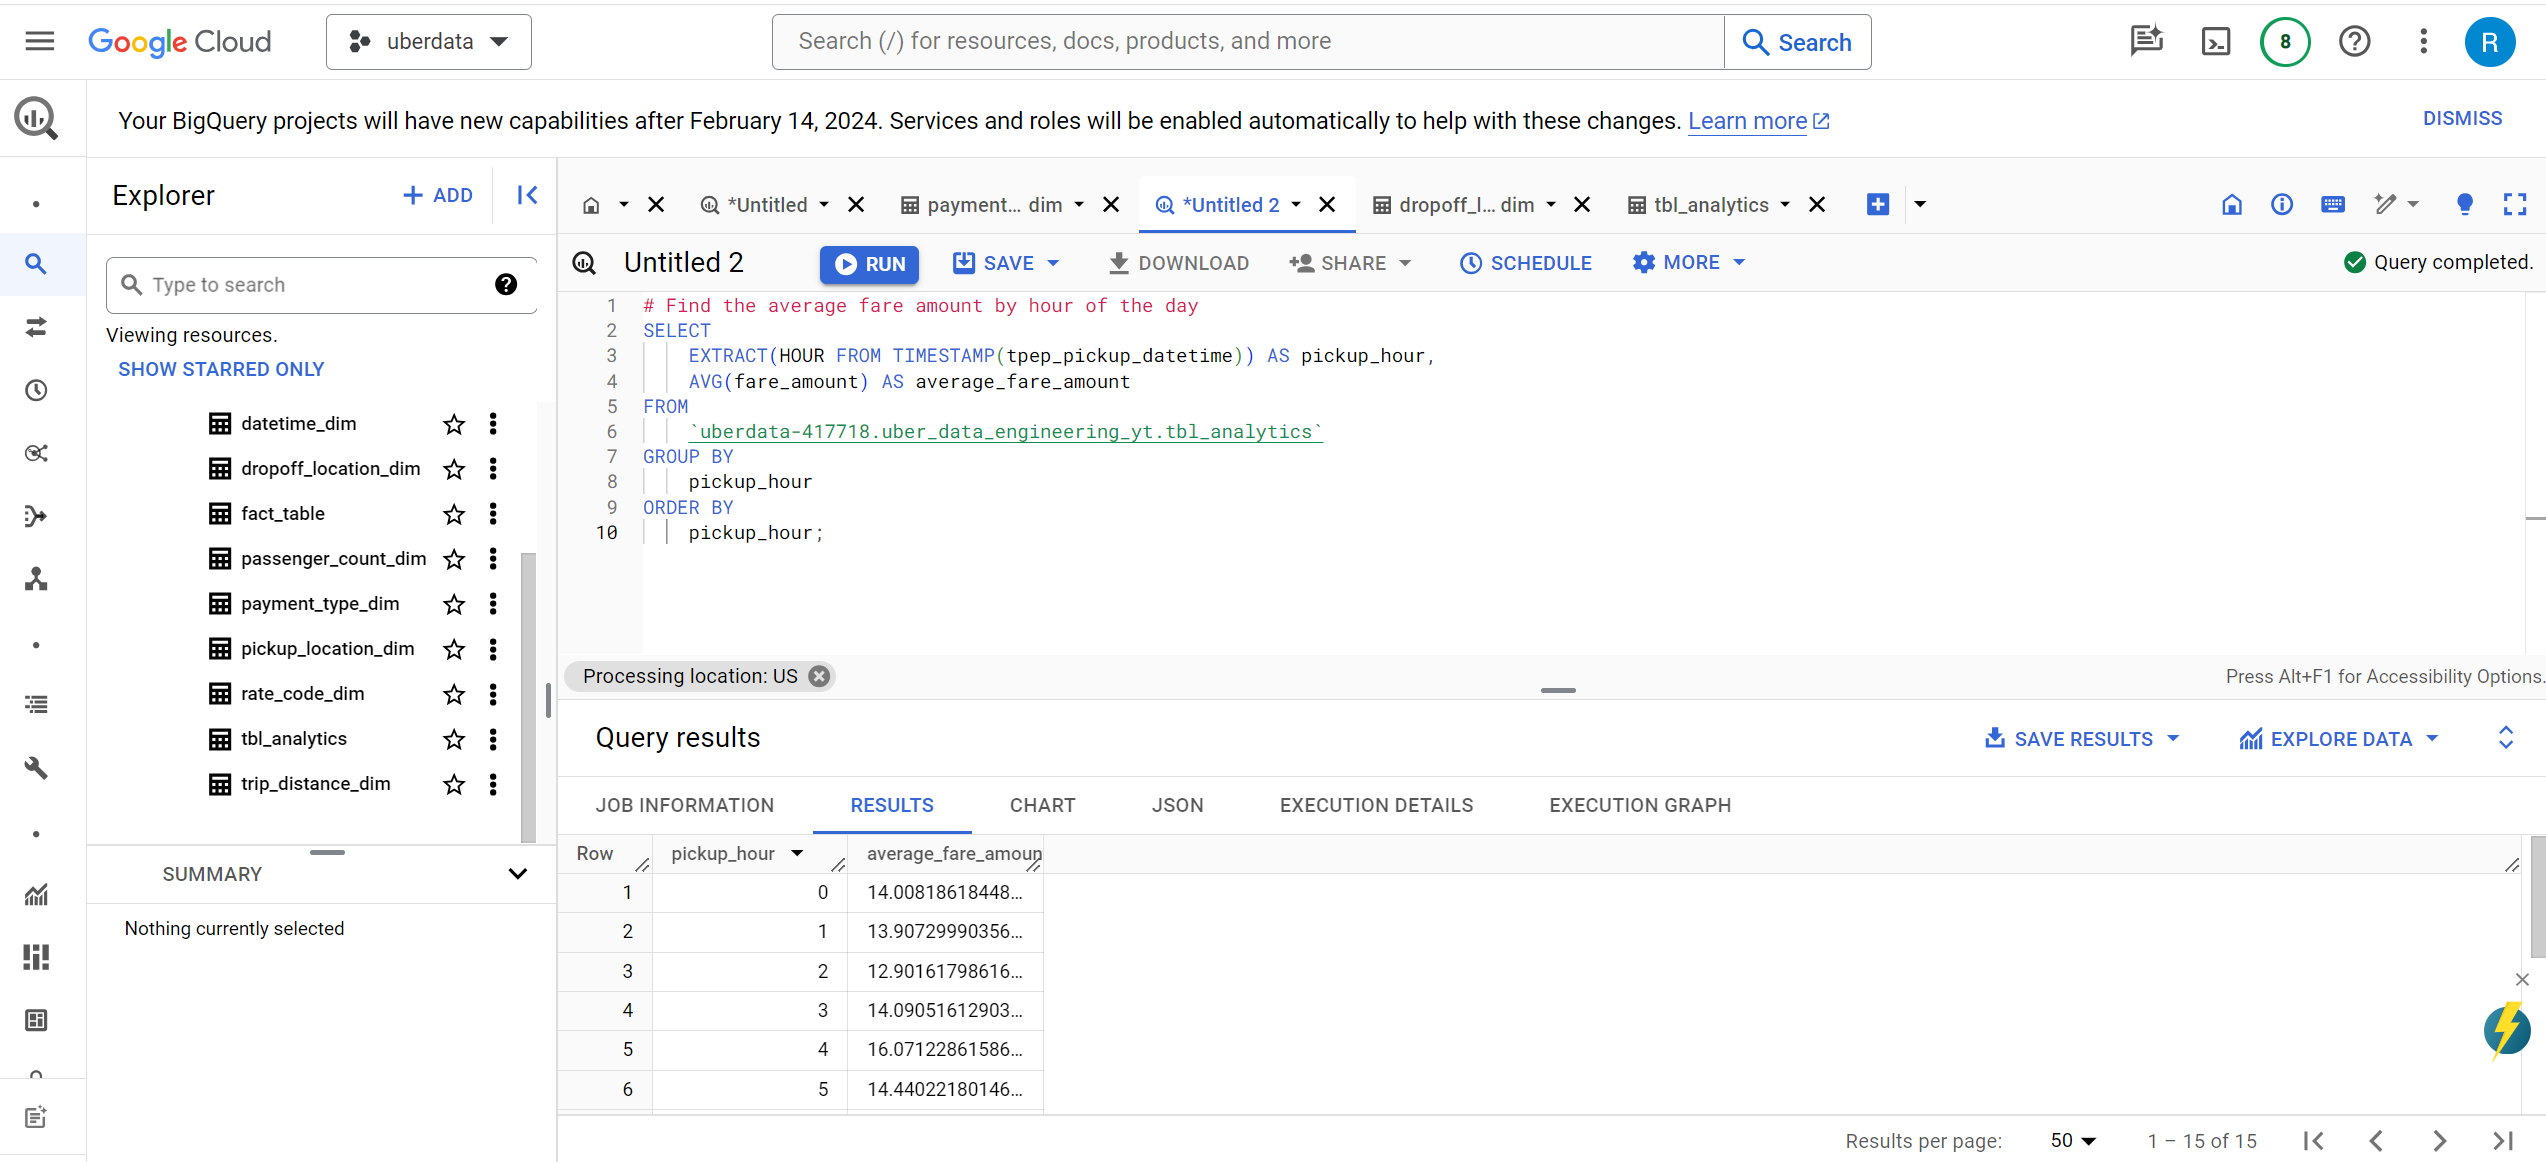 Google Cloud
uberdata
Search (/) for resources, docs, products, and more
Search
8
R
Your BigQuery projects will have new capabilities after February 14, 2024. Services and roles will be enabled automatically to help with these changes. Learn more
DISMISS
Explorer
+ ADD
Type to search
Viewing resources.
SHOW STARRED ONLY
datetime_dim
dropoff_location_dim
fact_table
passenger_count_dim
payment_type_dim
pickup_location_dim
rate_code_dim
tbl_analytics
trip_distance_dim
SUMMARY
Nothing currently selected
*Untitled
payment... dim
*Untitled 2
dropoff_l... dim
tbl_analytics
Untitled 2
RUN
SAVE
DOWNLOAD
SHARE
SCHEDULE
MORE
Query completed.
1 # Find the average fare amount by hour of the day
2 SELECT
3 EXTRACT(HOUR FROM TIMESTAMP(tpep_pickup_datetime)) AS pickup_hour,
4 AVG(fare_amount) AS average_fare_amount
5 FROM
6 `uberdata-417718.uber_data_engineering_yt.tbl_analytics`
7 GROUP BY
8 pickup_hour
9 ORDER BY
10 pickup_hour;
Processing location: US
Press Alt+F1 for Accessibility Options.
Query results
SAVE RESULTS
EXPLORE DATA
JOB INFORMATION
RESULTS
CHART
JSON
EXECUTION DETAILS
EXECUTION GRAPH
Row pickup_hour average_fare_amoun
1 0 14.00818618448...
2 1 13.90729990356...
3 2 12.90161798616...
4 3 14.09051612903...
5 4 16.07122861586...
6 5 14.44022180146...
Results per page: 50 1 – 15 of 15